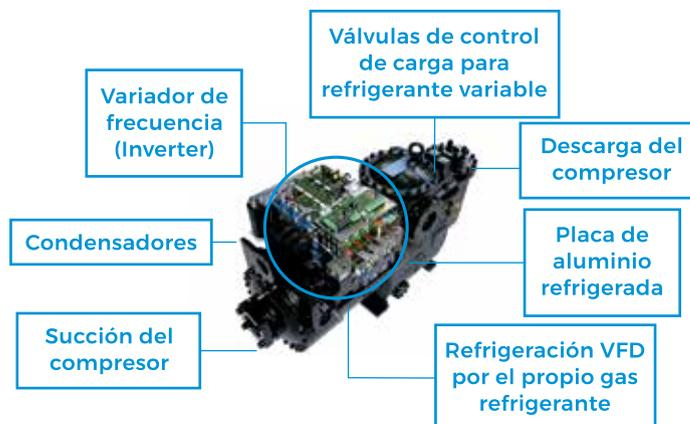 Válvulas de control
de carga para
refrigerante variable
Variador de
frecuencia
(Inverter)
Descarga del
compresor
Condensadores
Placa de
aluminio
refrigerada
Succión del
compresor
Refrigeración VFD
por el propio gas
refrigerante